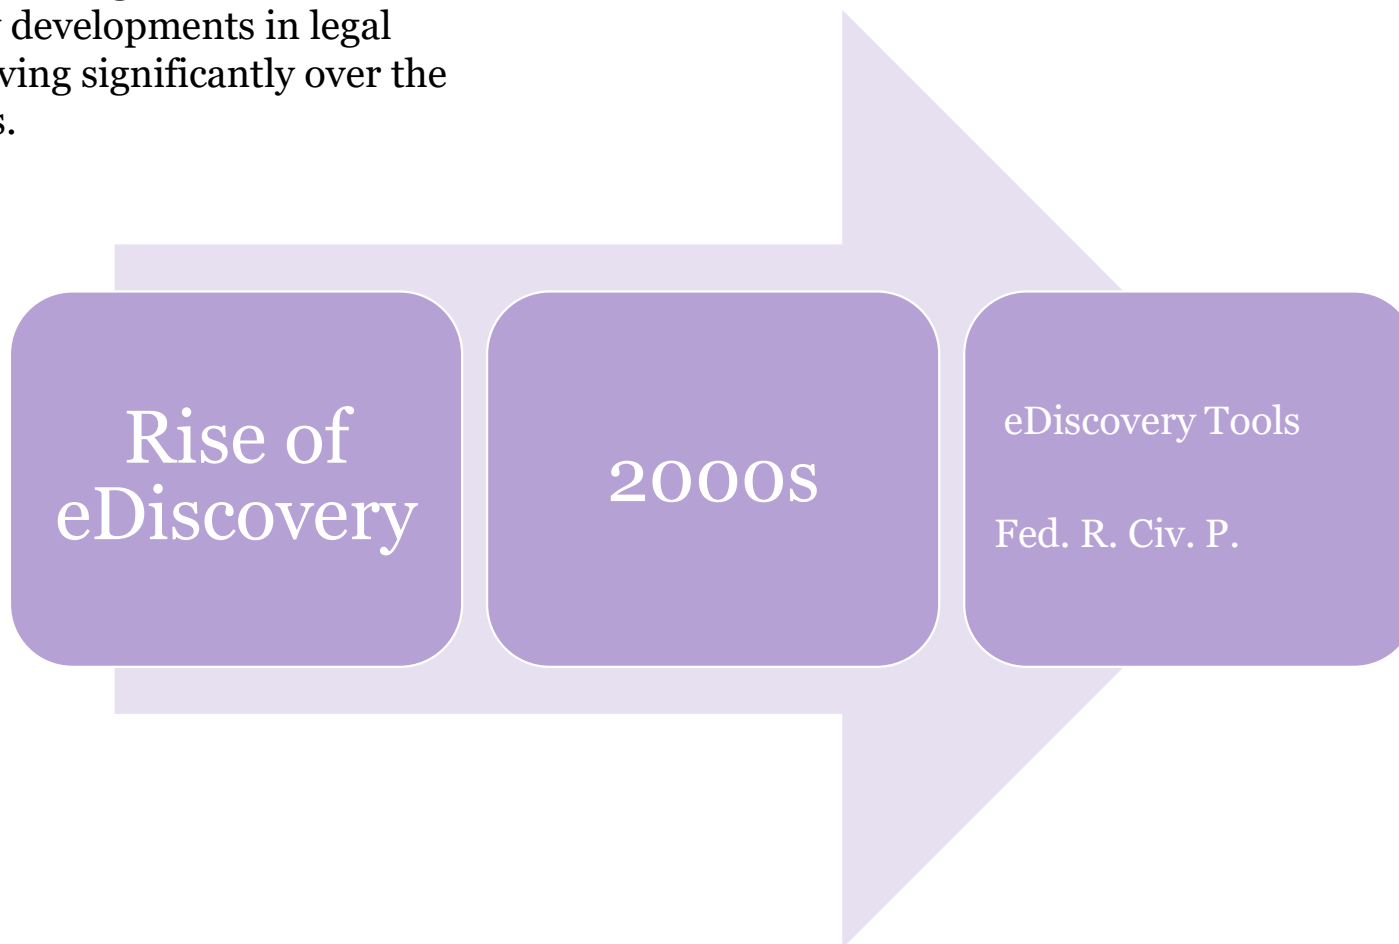 developments in legal
ving significantly over the
s.
Rise of
eDiscovery
2000s
eDiscovery Tools
Fed. R. Civ. P.